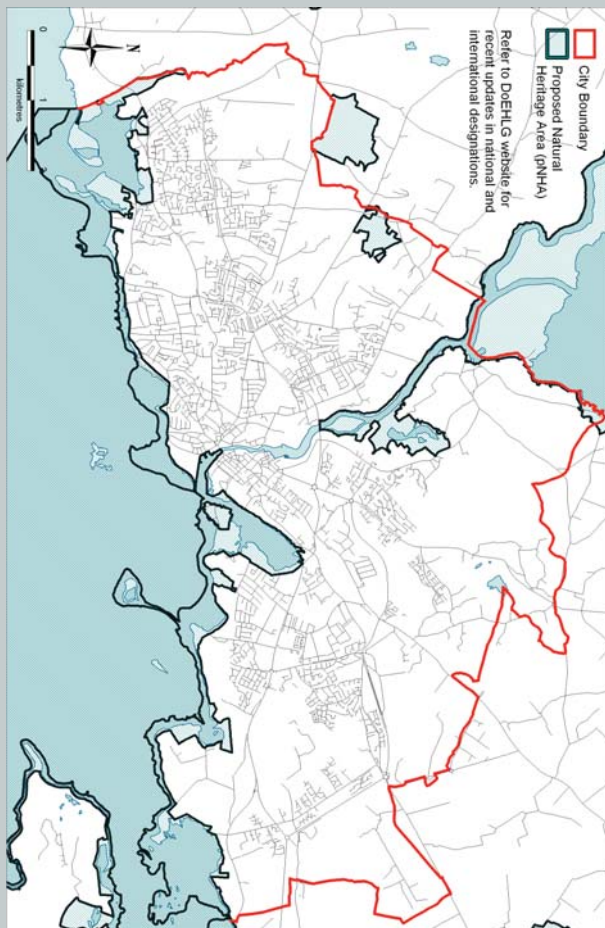 City Boundary
Proposed Natural
Heritage Area (pNHA)
Refer to DoEHLG website for
recent updates in national and
international designations.
N
0
1
kilometres